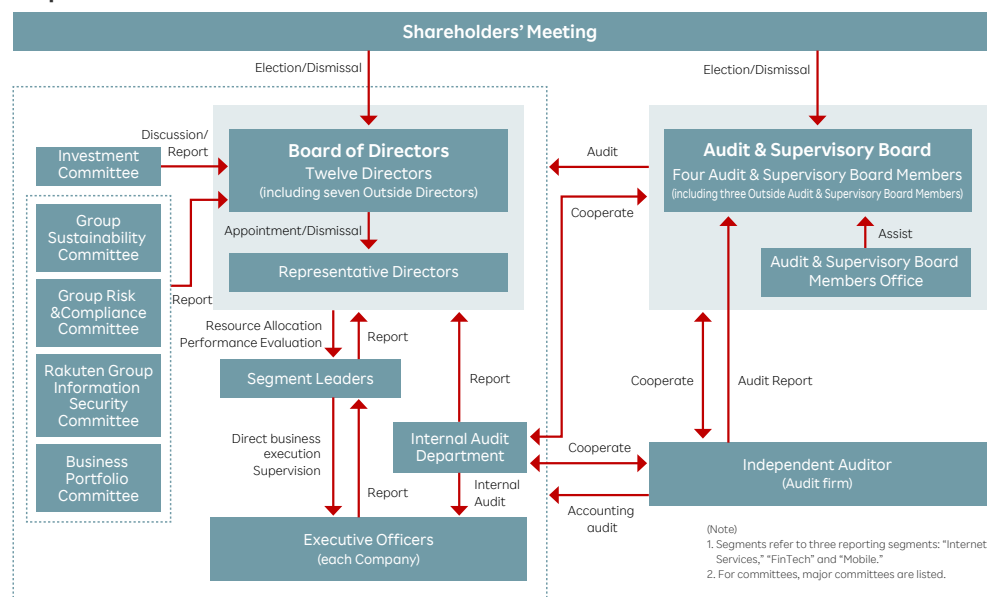 Shareholders’ Meeting
Election/Dismissal
Election/Dismissal
Discussion/
Report
Investment
Committee
Board of Directors
Twelve Directors
(including seven Outside Directors)
Audit
Audit & Supervisory Board
Four Audit & Supervisory Board Members
(including three Outside Audit & Supervisory Board Members)
Cooperate
Group
Sustainability
Committee
Appointment/Dismissal
Assist
Representative Directors
Audit & Supervisory Board
Members Office
Group Risk
&Compliance
Committee
Report
Resource Allocation
Performance Evaluation
Report
Segment Leaders
Report
Cooperate
Audit Report
Rakuten Group
Information
Security
Committee
Direct business
execution
Supervision
Internal Audit
Department
Cooperate
Independent Auditor
(Audit firm)
Business
Portfolio
Committee
Report
Internal
Audit
Accounting
audit
Executive Officers
(each Company)
(Note)
1. Segments refer to three reporting segments: “Internet
Services,” “FinTech” and “Mobile.”
2. For committees, major committees are listed.